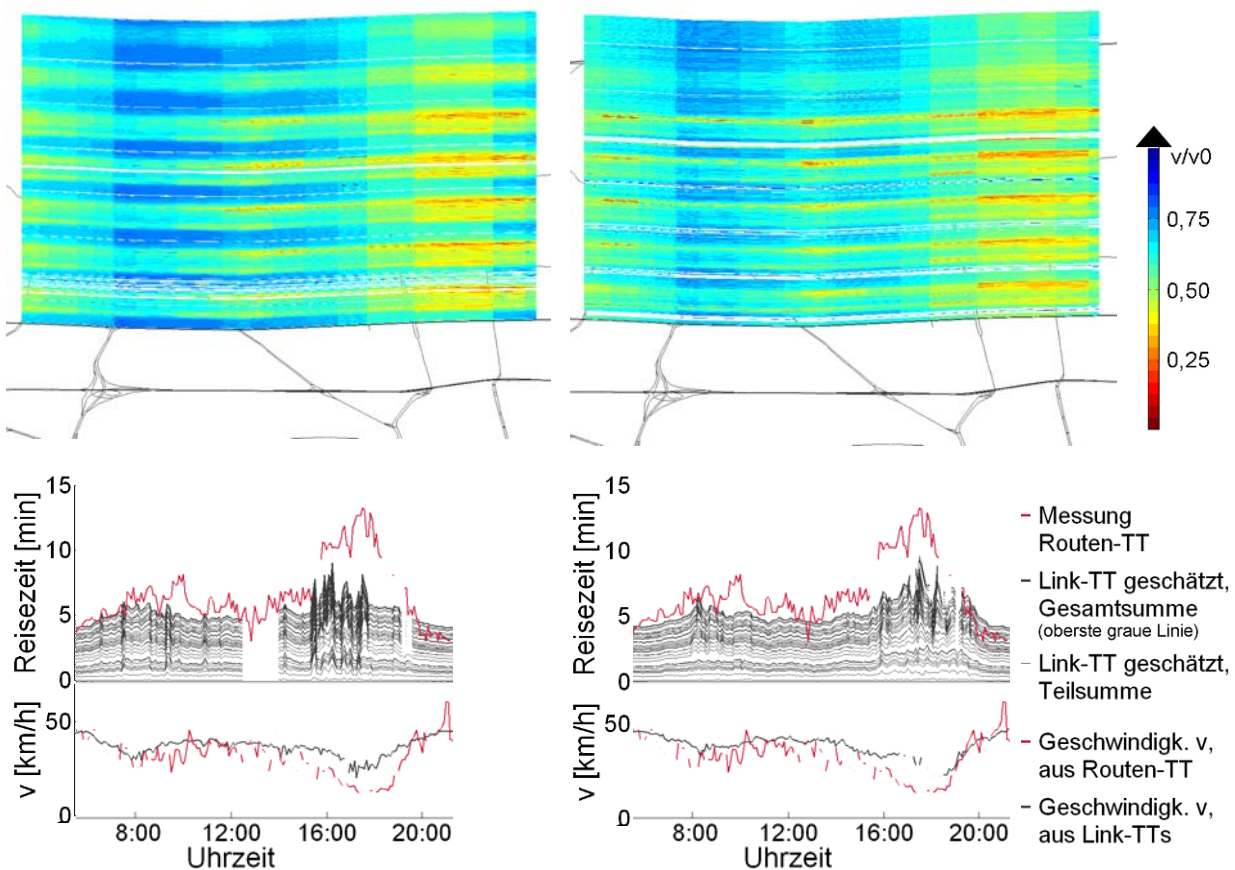 v/v0
0,75
0,50
0,25
Reisezeit [min]
15
10
5
0
v [km/h]
50
0
8:00 12:00 16:00 20:00
Uhrzeit
Reisezeit [min]
15
10
5
0
v [km/h]
50
0
8:00 12:00 16:00 20:00
Uhrzeit
Messung
Routen-TT
Link-TT geschätzt,
Gesamtsumme
(oberste graue Linie)
Link-TT geschätzt,
Teilsumme
Geschwindigk. v,
aus Routen-TT
Geschwindigk. v,
aus Link-TTs